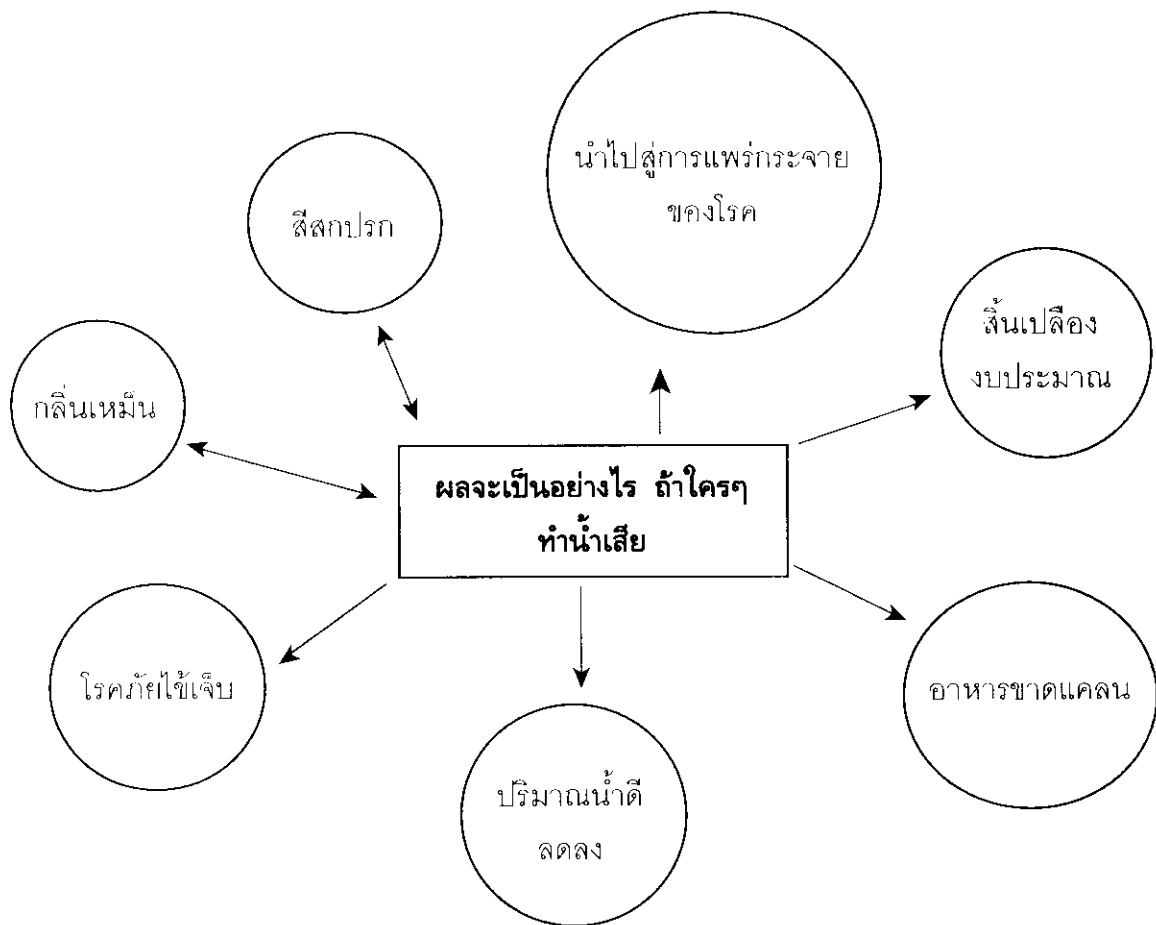 นำไปสู่การแพร่กระจาย
ของโรค
สีสกปรก
สิ้นเปลือง
งบประมาณ
กลิ่นเหม็น
ผลจะเป็นอย่างไร ถ้าใครๆ
ทำน้ำเสีย
โรคภัยไข้เจ็บ
อาหารขาดแคลน
ปริมาณน้ำดี
ลดลง